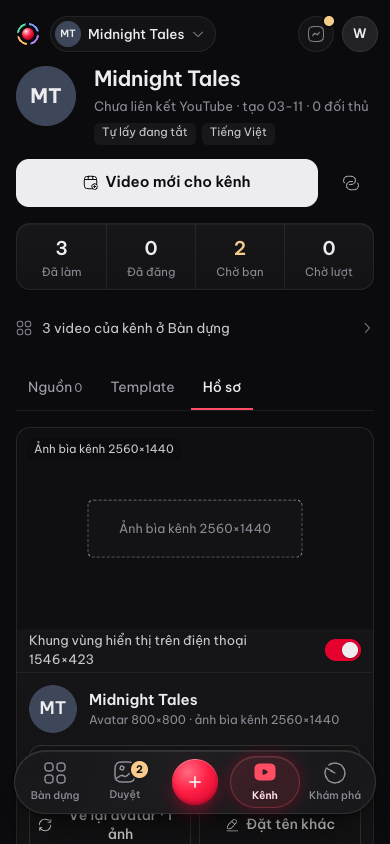 MT Midnight Tales W
MT
Midnight Tales
Chưa liên kết YouTube · tạo 03-11 · 0 đối thủ
Tự lấy đang tắt Tiếng Việt
Video mới cho kênh
3 0 2 0
Đã làm Đã đăng Chờ bạn Chờ lượt
3 video của kênh ở Bàn dựng
Nguồn 0 Template Hồ sơ
Ảnh bìa kênh 2560×1440
Ảnh bìa kênh 2560×1440
Khung vùng hiển thị trên điện thoại
1546×423
MT
Midnight Tales
Avatar 800×800 · ảnh bìa kênh 2560×1440
2
Bàn dựng Duyệt + Kênh Khám phá
Vẽ lại avatar · 1
ảnh
Đặt tên khác